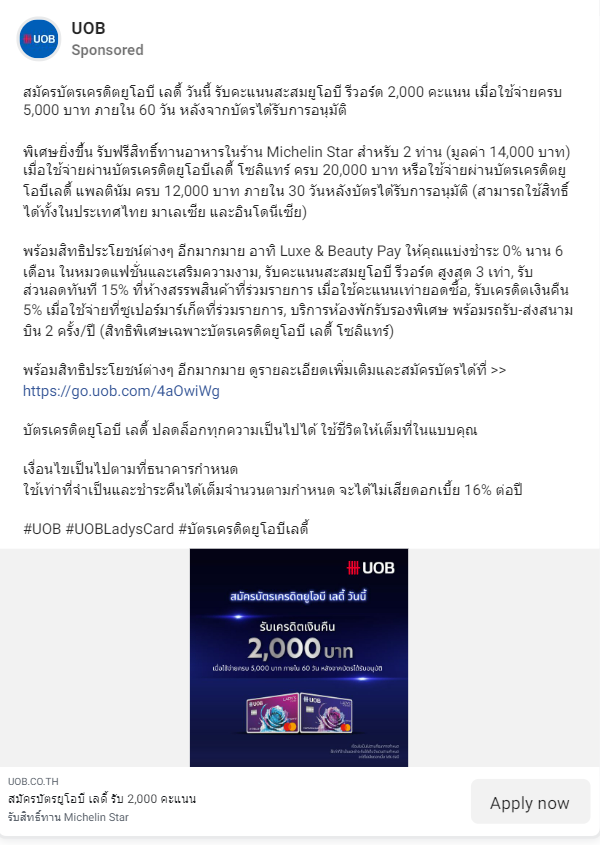 UOB
UOB
Sponsored
สมัครบัตรเครดิตยูโอบี เลดี้ วันนี้ รับคะแนนสะสมยูโอบี รีวอร์ด 2,000 คะแนน เมื่อใช้จ่ายครบ
5,000 บาท ภายใน 60 วัน หลังจากบัตรได้รับการอนุมัติ
พิเศษยิ่งขึ้น รับฟรีสิทธิ์ทานอาหารในร้าน Michelin Star สำหรับ 2 ท่าน (มูลค่า 14,000 บาท)
เมื่อใช้จ่ายผ่านบัตรเครดิตยูโอบีเลดี้ โซลิแทร์ ครบ 20,000 บาท หรือใช้จ่ายผ่านบัตรเครดิตยู
โอบีเลดี้ แพลตินัม ครบ 12,000 บาท ภายใน 30 วันหลังบัตรได้รับการอนุมัติ (สามารถใช้สิทธิ์
ได้ทั้งในประเทศไทย มาเลเซีย และอินโดนีเซีย)
พร้อมสิทธิประโยชน์ต่างๆ อีกมากมาย อาทิ Luxe & Beauty Pay ให้คุณแบ่งชำระ 0% นาน 6
เดือน ในหมวดแฟชั่นและเสริมความงาม, รับคะแนนสะสมยูโอบี รีวอร์ด สูงสุด 3 เท่า, รับ
ส่วนลดทันที 15% ที่ห้างสรรพสินค้าที่ร่วมรายการ เมื่อใช้คะแนนเท่ายอดซื้อ, รับเครดิตเงินคืน
5% เมื่อใช้จ่ายที่ซูเปอร์มาร์เก็ตที่ร่วมรายการ, บริการห้องพักรับรองพิเศษ พร้อมรถรับ-ส่งสนาม
บิน 2 ครั้ง/ปี (สิทธิพิเศษเฉพาะบัตรเครดิตยูโอบี เลดี้ โซลิแทร์)
พร้อมสิทธิประโยชน์ต่างๆ อีกมากมาย ดูรายละเอียดเพิ่มเติมและสมัครบัตรได้ที่ >>
https://go.uob.com/4aOwiWg
บัตรเครดิตยูโอบี เลดี้ ปลดล็อกทุกความเป็นไปได้ ใช้ชีวิตให้เต็มที่ในแบบคุณ
เงื่อนไขเป็นไปตามที่ธนาคารกำหนด
ใช้เท่าที่จำเป็นและชำระคืนได้เต็มจำนวนตามกำหนด จะได้ไม่เสียดอกเบี้ย 16% ต่อปี
#UOB #UOBLadysCard #บัตรเครดิตยูโอบีเลดี้
UOB
สมัครบัตรเครดิตยูโอบี เลดี้ วันนี้
รับเครดิตเงินคืน
2,000 บาท
เมื่อใช้จ่ายครบ 5,000 บาท ภายใน 60 วัน หลังจากบัตรได้รับอนุมัติ
UOB
UOB
UOB.CO.TH
สมัครบัตรยูโอบี เลดี้ รับ 2,000 คะแนน
รับสิทธิ์ทาน Michelin Star
Apply now